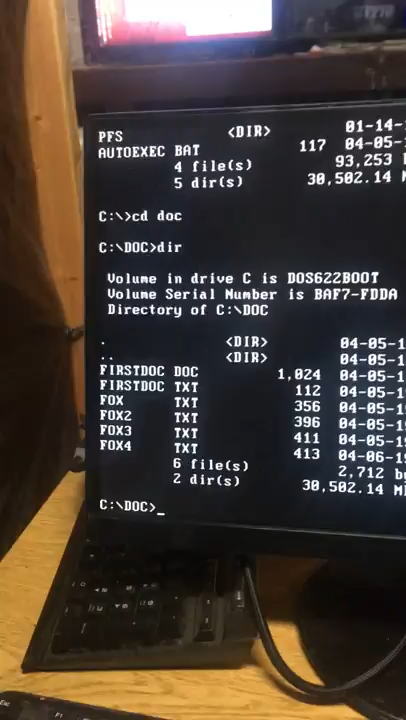 PFS <DIR> 01-14-
AUTOEXEC BAT 117 04-05-1
4 file(s) 93,253
5 dir(s) 30,502.14 M
C:\>cd doc
C:\DOC>dir
Volume in drive C is DOS622BOOT
Volume Serial Number is BAF7-FDDA
Directory of C:\DOC
. <DIR> 04-05-1
.. <DIR> 04-05-1
FIRSTDOC DOC 1,024 04-05-1
FIRSTDOC TXT 112 04-05-1
FOX TXT 356 04-05-1
FOX2 TXT 396 04-05-1
FOX3 TXT 411 04-05-1
FOX4 TXT 413 04-06-1
6 file(s) 2,712 by
2 dir(s) 30,502.14 M
C:\DOC>_
Esc F1